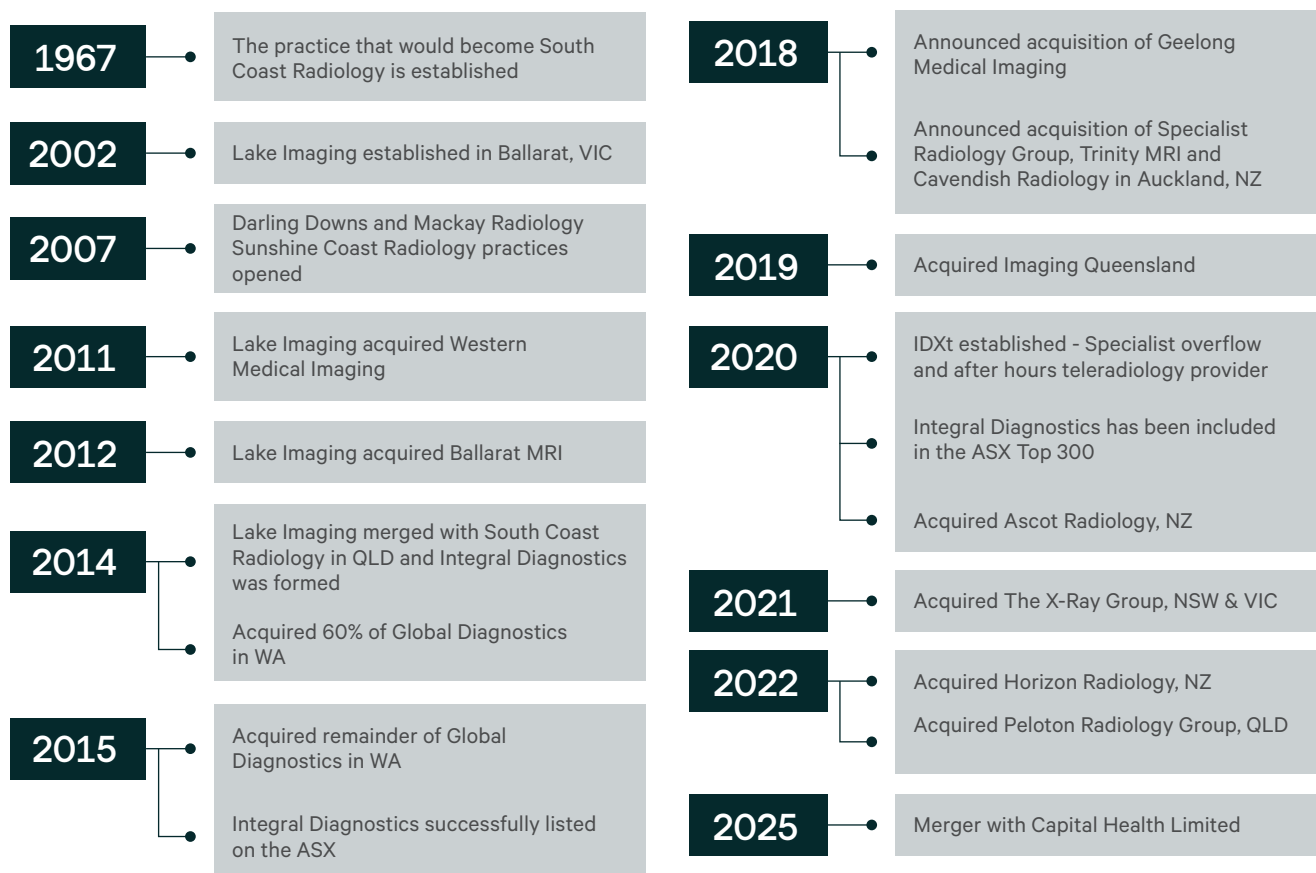 1967
The practice that would become South
Coast Radiology is established
2002
Lake Imaging established in Ballarat, VIC
2007
Darling Downs and Mackay Radiology
Sunshine Coast Radiology practices
opened
2011
Lake Imaging acquired Western
Medical Imaging
2012
Lake Imaging acquired Ballarat MRI
2014
Lake Imaging merged with South Coast
Radiology in QLD and Integral Diagnostics
was formed
Acquired 60% of Global Diagnostics
in WA
2015
Acquired remainder of Global
Diagnostics in WA
Integral Diagnostics successfully listed
on the ASX
2018
Announced acquisition of Geelong
Medical Imaging
Announced acquisition of Specialist
Radiology Group, Trinity MRI and
Cavendish Radiology in Auckland, NZ
2019
Acquired Imaging Queensland
2020
IDXt established - Specialist overflow
and after hours teleradiology provider
Integral Diagnostics has been included
in the ASX Top 300
Acquired Ascot Radiology, NZ
2021
Acquired The X-Ray Group, NSW & VIC
2022
Acquired Horizon Radiology, NZ
Acquired Peloton Radiology Group, QLD
2025
Merger with Capital Health Limited